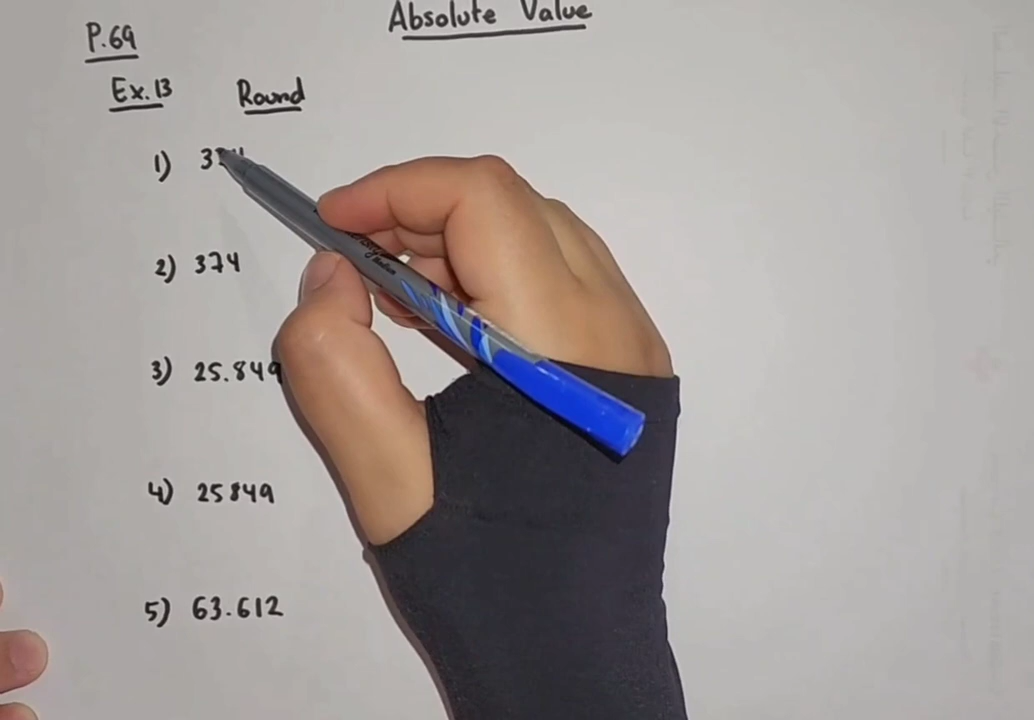 Absolute Value
P.69
Ex.13 Round
1)
2) 374
3) 25.849
4) 25849
5) 63.612